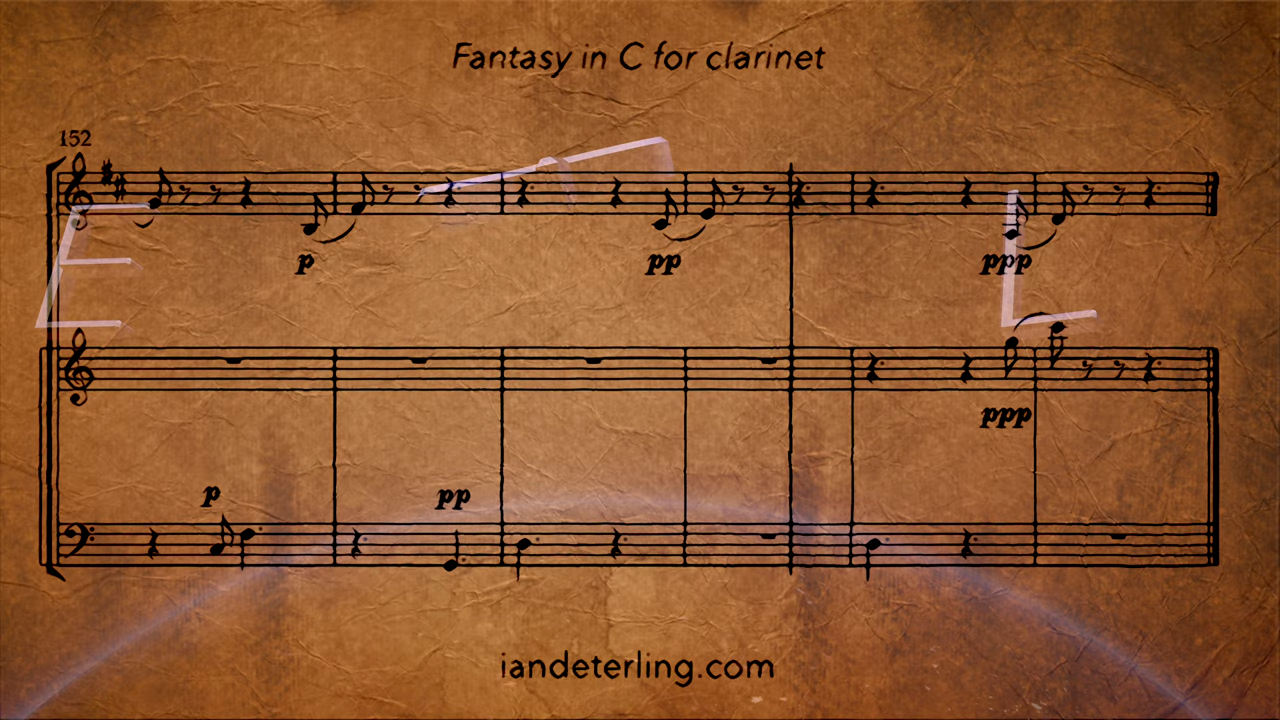 Fantasy in C for clarinet
152
p pp ppp
ppp
p pp
iandeterling.com